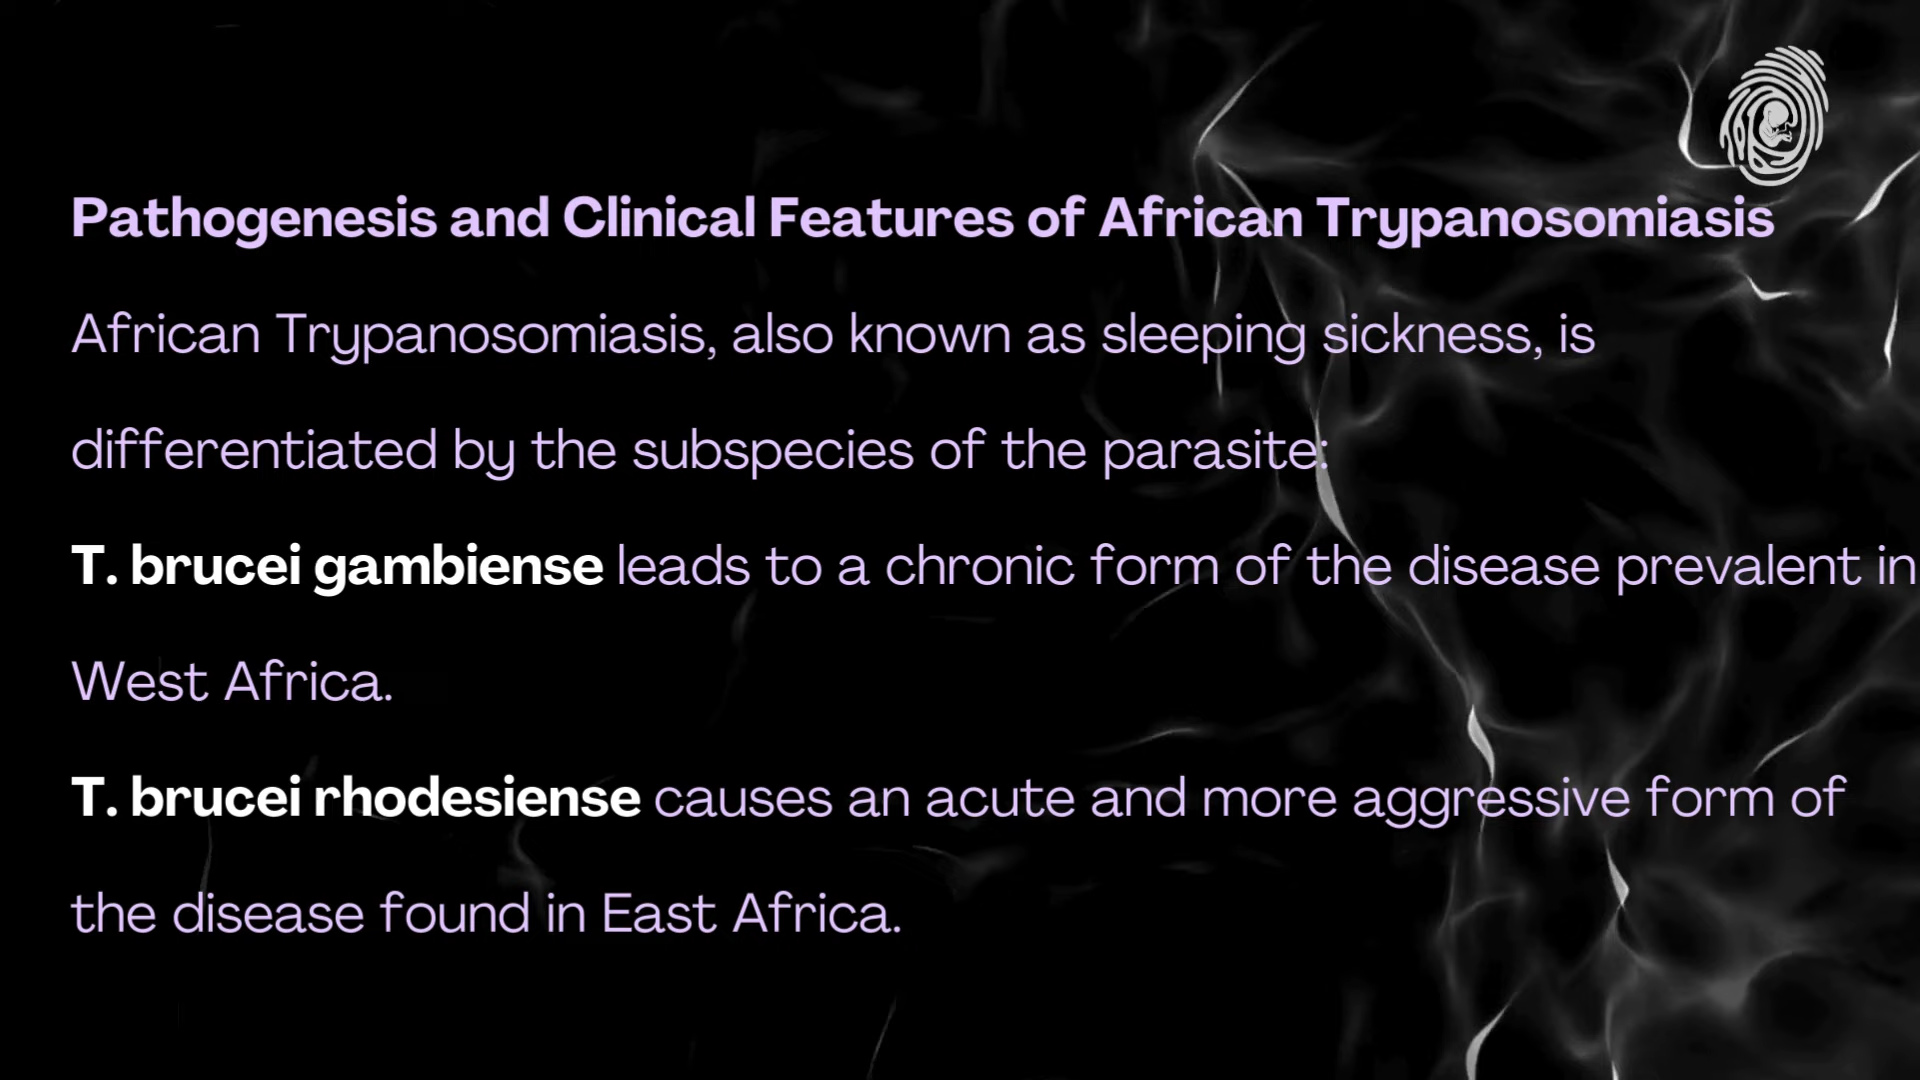 Pathogenesis and Clinical Features of African Trypanosomiasis
African Trypanosomiasis, also known as sleeping sickness, is
differentiated by the subspecies of the parasite:
T. brucei gambiense leads to a chronic form of the disease prevalent in
West Africa.
T. brucei rhodesiense causes an acute and more aggressive form of
the disease found in East Africa.